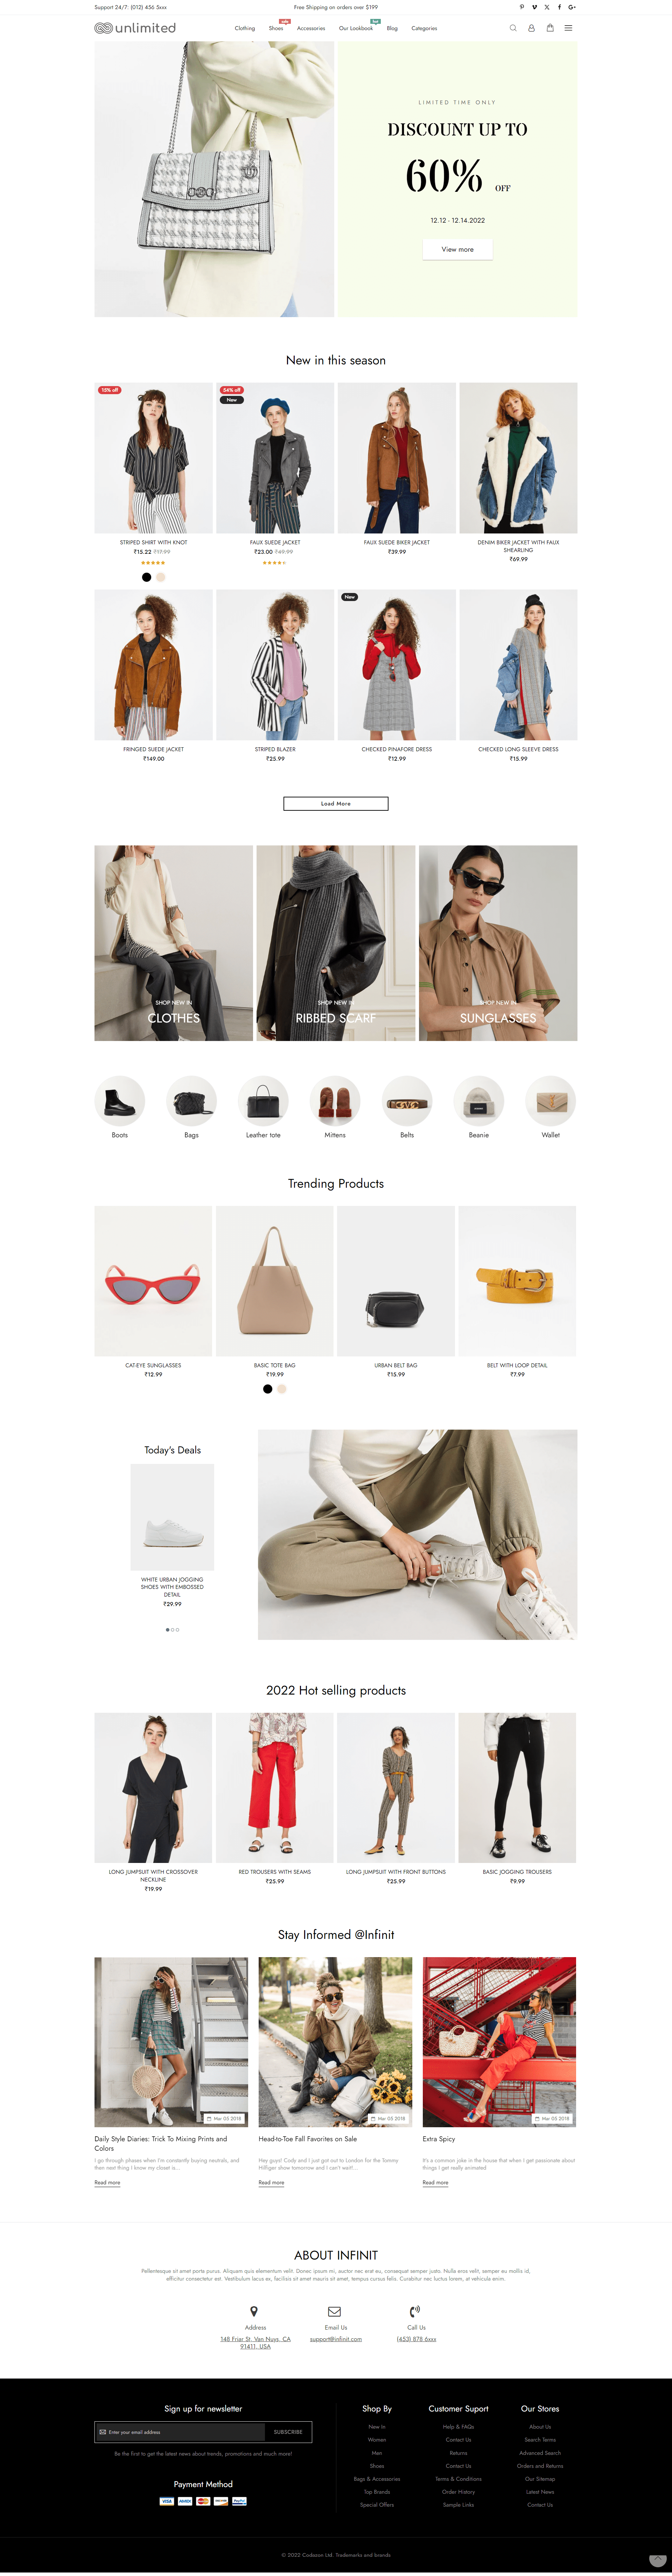 Support 24/7: (012) 456 5xxx
Free Shipping on orders over $199
unlimited
Clothing
Shoes
Sale
Accessories
Our Lookbook
Hot
Blog
Categories
LIMITED TIME ONLY
DISCOUNT UP TO
60% OFF
12.12 - 12.14.2022
View more
New in this season
15% off
54% off
New
STRIPED SHIRT WITH KNOT
₹15.22 ₹17.99
FAUX SUEDE JACKET
₹23.00 ₹49.99
FAUX SUEDE BIKER JACKET
₹39.99
DENIM BIKER JACKET WITH FAUX
SHEARLING
₹69.99
New
FRINGED SUEDE JACKET
₹149.00
STRIPED BLAZER
₹25.99
CHECKED PINAFORE DRESS
₹12.99
CHECKED LONG SLEEVE DRESS
₹15.99
Load More
SHOP NEW IN
CLOTHES
SHOP NEW IN
RIBBED SCARF
SHOP NEW IN
SUNGLASSES
Boots
Bags
Leather tote
Mittens
Belts
Beanie
Wallet
Trending Products
CAT-EYE SUNGLASSES
₹12.99
BASIC TOTE BAG
₹19.99
URBAN BELT BAG
₹15.99
BELT WITH LOOP DETAIL
₹7.99
Today's Deals
WHITE URBAN JOGGING
SHOES WITH EMBOSSED
DETAIL
₹29.99
2022 Hot selling products
LONG JUMPSUIT WITH CROSSOVER
NECKLINE
₹19.99
RED TROUSERS WITH SEAMS
₹25.99
LONG JUMPSUIT WITH FRONT BUTTONS
₹25.99
BASIC JOGGING TROUSERS
₹9.99
Stay Informed @Infinit
Mar 05 2018
Mar 05 2018
Mar 05 2018
Daily Style Diaries: Trick To Mixing Prints and
Colors
I go through phases when I'm constantly buying neutrals, and
then next thing I know my closet is...
Read more
Head-to-Toe Fall Favorites on Sale
Hey guys! Cody and I just got out to London for the Tommy
Hilfiger show tomorrow and I can't wait!...
Read more
Extra Spicy
It's a common joke in the house that when I get passionate about
things I get really animated
Read more
ABOUT INFINIT
Pellentesque sit amet porta purus. Aliquam quis elementum velit. Donec ipsum mi, auctor nec erat eu, consequat semper justo. Nulla eros velit, semper eu mollis id,
efficitur consectetur est. Vestibulum lacus ex, facilisis sit amet mauris sit amet, tempus cursus felis. Curabitur nec luctus lorem, at vehicula enim.
Address
148 Friar St, Van Nuys, CA
91411, USA
Email Us
support@infinit.com
Call Us
(453) 878 6xxx
Sign up for newsletter
Enter your email address
SUBSCRIBE
Be the first to get the latest news about trends, promotions and much more!
Payment Method
VISA
AMEX
MasterCard
DISCOVER
PayPal
Shop By
New In
Women
Men
Shoes
Bags & Accessories
Top Brands
Special Offers
Customer Suport
Help & FAQs
Contact Us
Returns
Contact Us
Terms & Conditions
Order History
Sample Links
Our Stores
About Us
Search Terms
Advanced Search
Orders and Returns
Our Sitemap
Latest News
Contact Us
© 2022 Codazon Ltd. Trademarks and brands